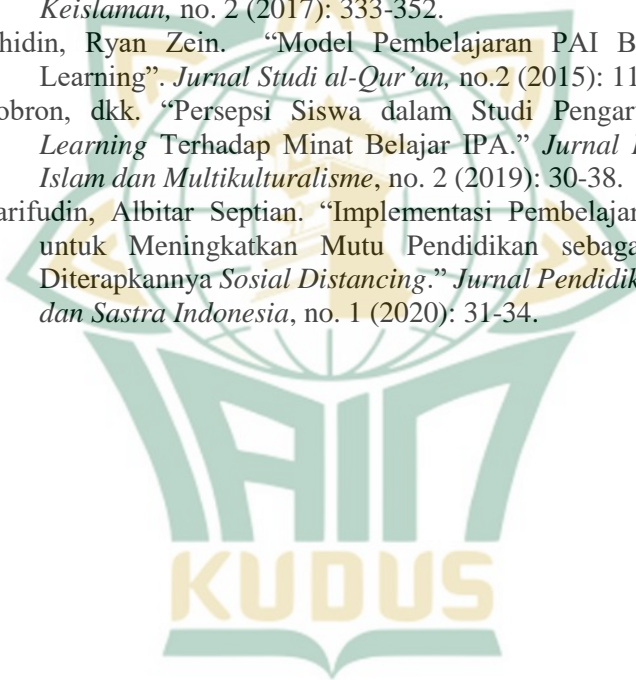 Keislaman, no. 2 (2017): 333-352.
hidin, Ryan Zein. “Model Pembelajaran PAI B
Learning”. Jurnal Studi al-Qur’an, no.2 (2015): 11
obron, dkk. “Persepsi Siswa dalam Studi Pengar
Learning Terhadap Minat Belajar IPA.” Jurnal
Islam dan Multikulturalisme, no. 2 (2019): 30-38.
arifudin, Albitar Septian. “Implementasi Pembelajar
untuk Meningkatkan Mutu Pendidikan sebaga
Diterapkannya Sosial Distancing.” Jurnal Pendidik
dan Sastra Indonesia, no. 1 (2020): 31-34.
IAIN
KUDUS